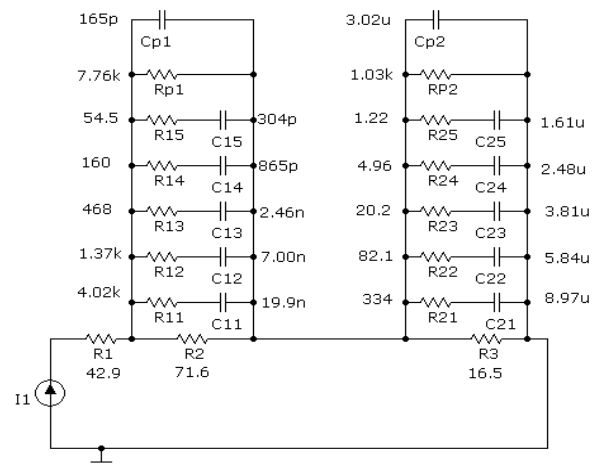 165p Cp1 3.02u Cp2
7.76k Rp1 1.03k RP2
54.5 R15 C15 304p 1.22 R25 C25 1.61u
160 R14 C14 865p 4.96 R24 C24 2.48u
468 R13 C13 2.46n 20.2 R23 C23 3.81u
1.37k R12 C12 7.00n 82.1 R22 C22 5.84u
4.02k R11 C11 19.9n 334 R21 C21 8.97u
R1 R2 R3
42.9 71.6 16.5
I1